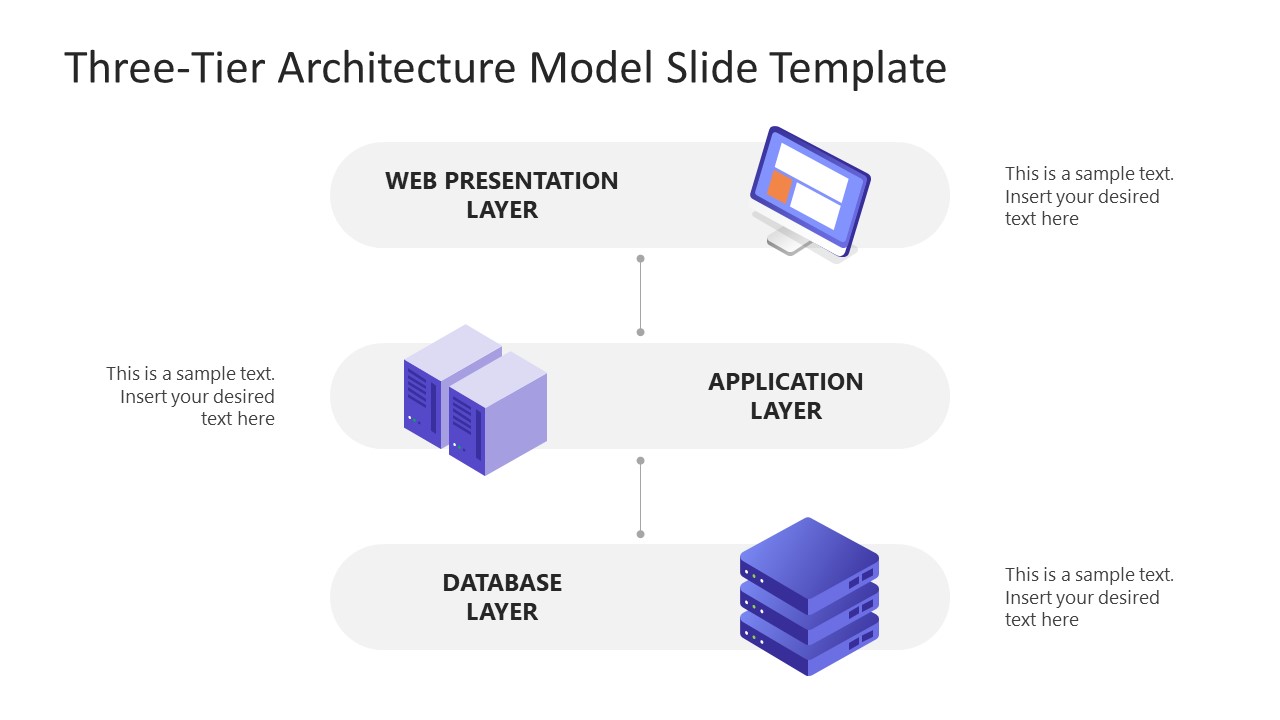 Three-Tier Architecture Model Slide Template
WEB PRESENTATION
LAYER
This is a sample text.
Insert your desired
text here
This is a sample text.
Insert your desired
text here
APPLICATION
LAYER
DATABASE
LAYER
This is a sample text.
Insert your desired
text here